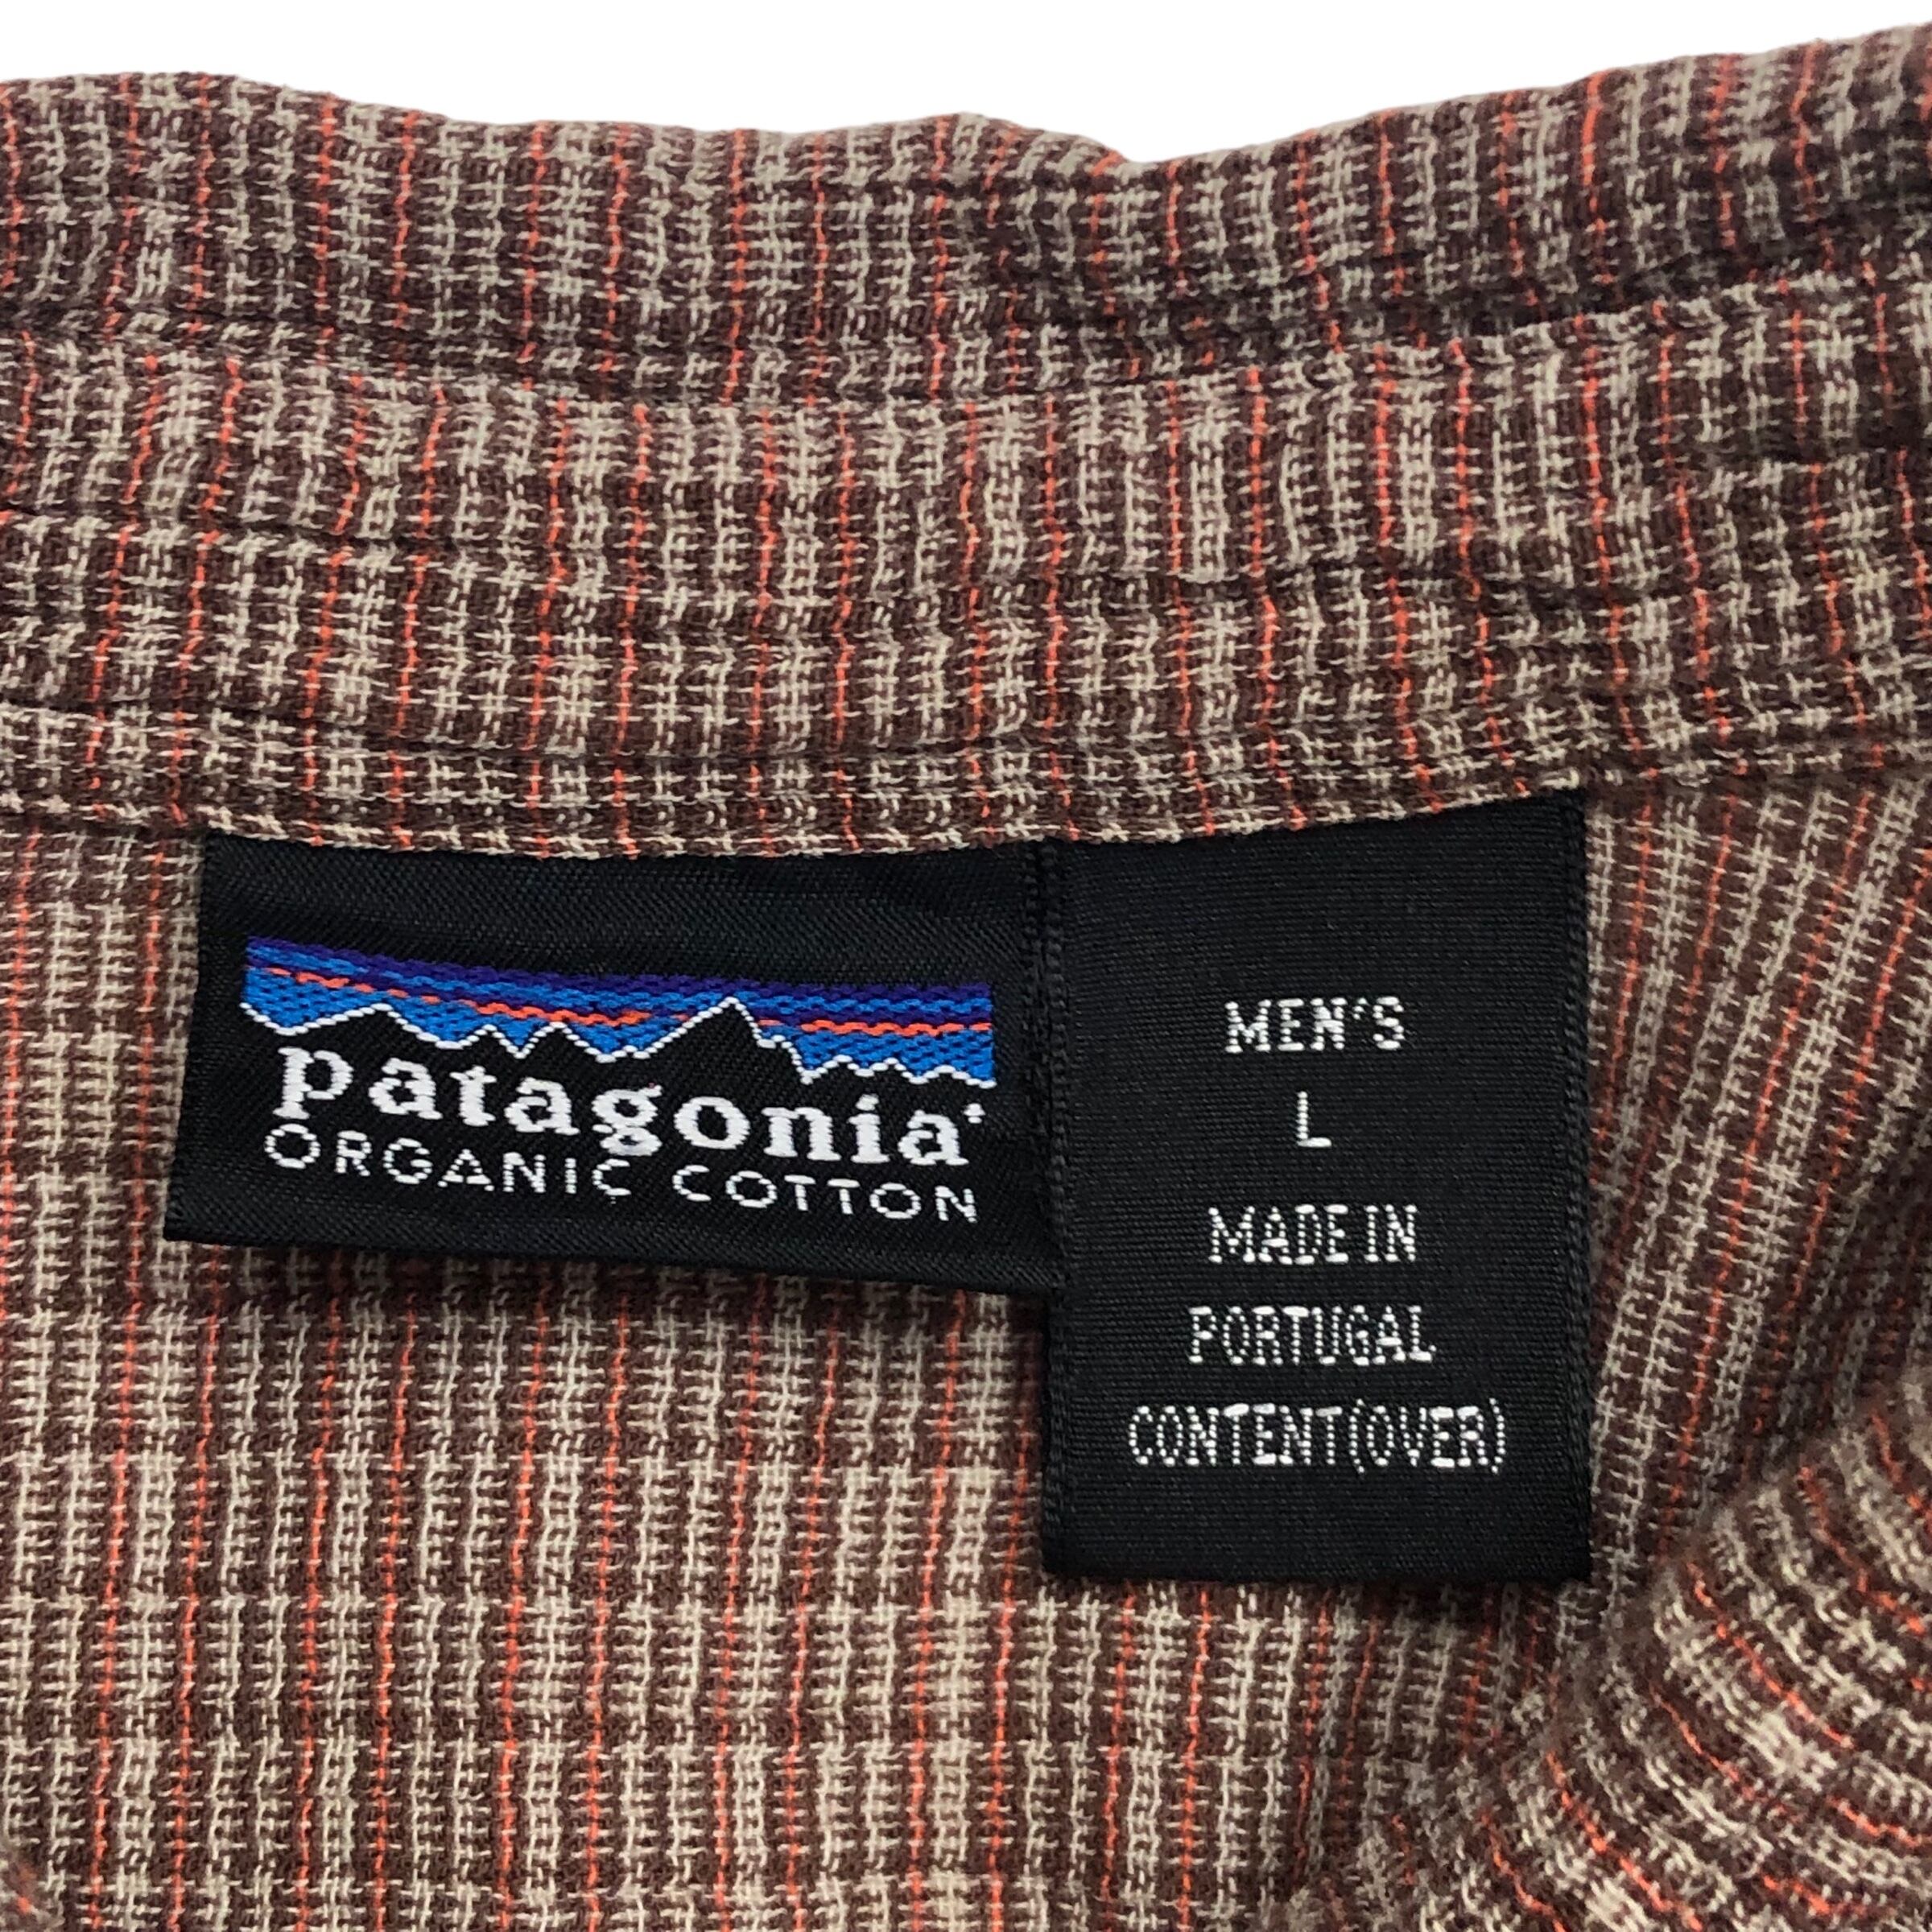 patagonia
ORGANIC COTTON
MEN'S
L
MADE IN
PORTUGAL
CONTENT(OVER)